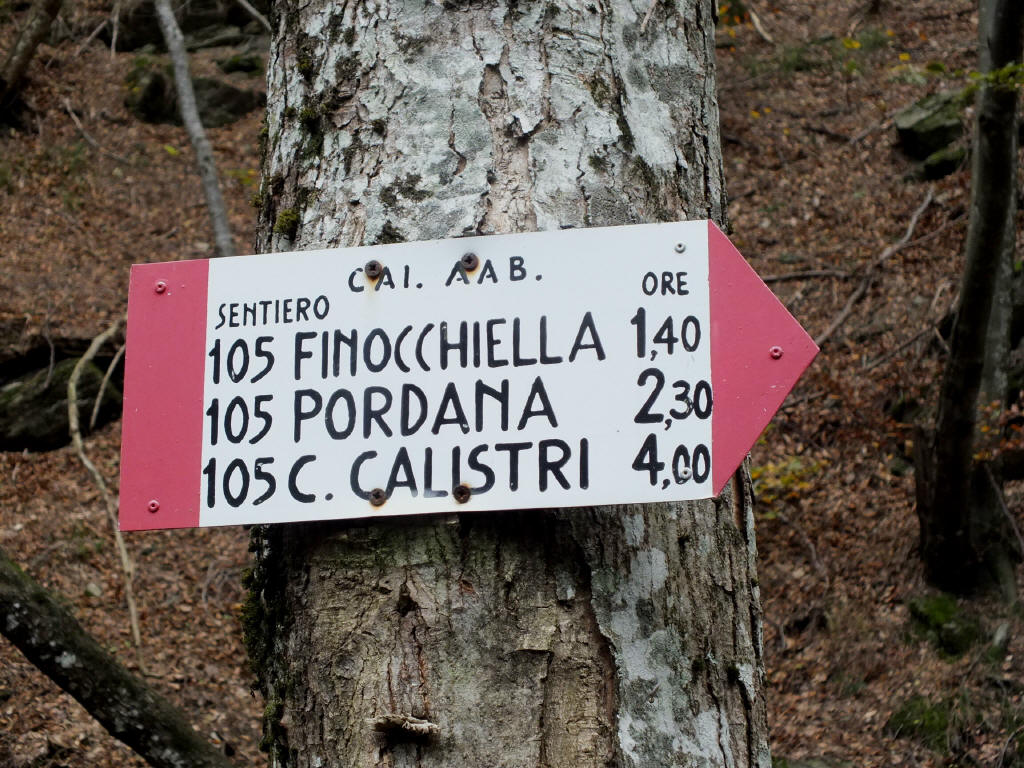 CAI. AAB.
SENTIERO ORE
105 FINOCCHIELLA 1,40
105 PORDANA 2,30
105 C. CALISTRI 4,00